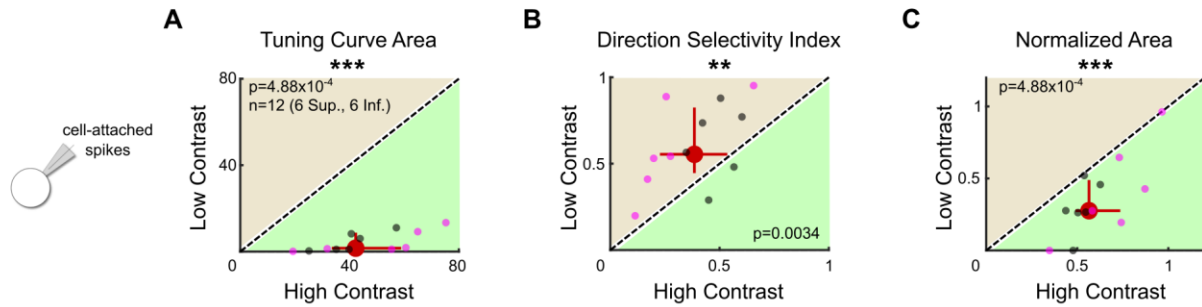 cell-attached
spikes
A
Tuning Curve Area
***
p=4.88x10⁻⁴
n=12 (6 Sup., 6 Inf.)
80
40
0
0
40
80
Low Contrast
High Contrast
B
Direction Selectivity Index
**
p=0.0034
1
0.5
0
0
0.5
1
Low Contrast
High Contrast
C
Normalized Area
***
p=4.88x10⁻⁴
1
0.5
0
0
0.5
1
Low Contrast
High Contrast